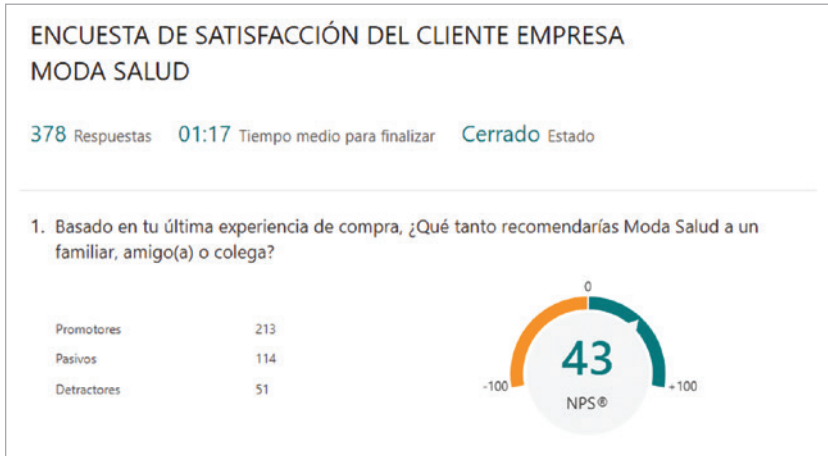 ENCUESTA DE SATISFACCIÓN DEL CLIENTE EMPRESA
MODA SALUD
378 Respuestas 01:17 Tiempo medio para finalizar Cerrado Estado
1. Basado en tu última experiencia de compra, ¿Qué tanto recomendarías Moda Salud a un
familiar, amigo(a) o colega?
Promotores 213
Pasivos 114
Detractores 51
0
-100
+100
43
NPS®